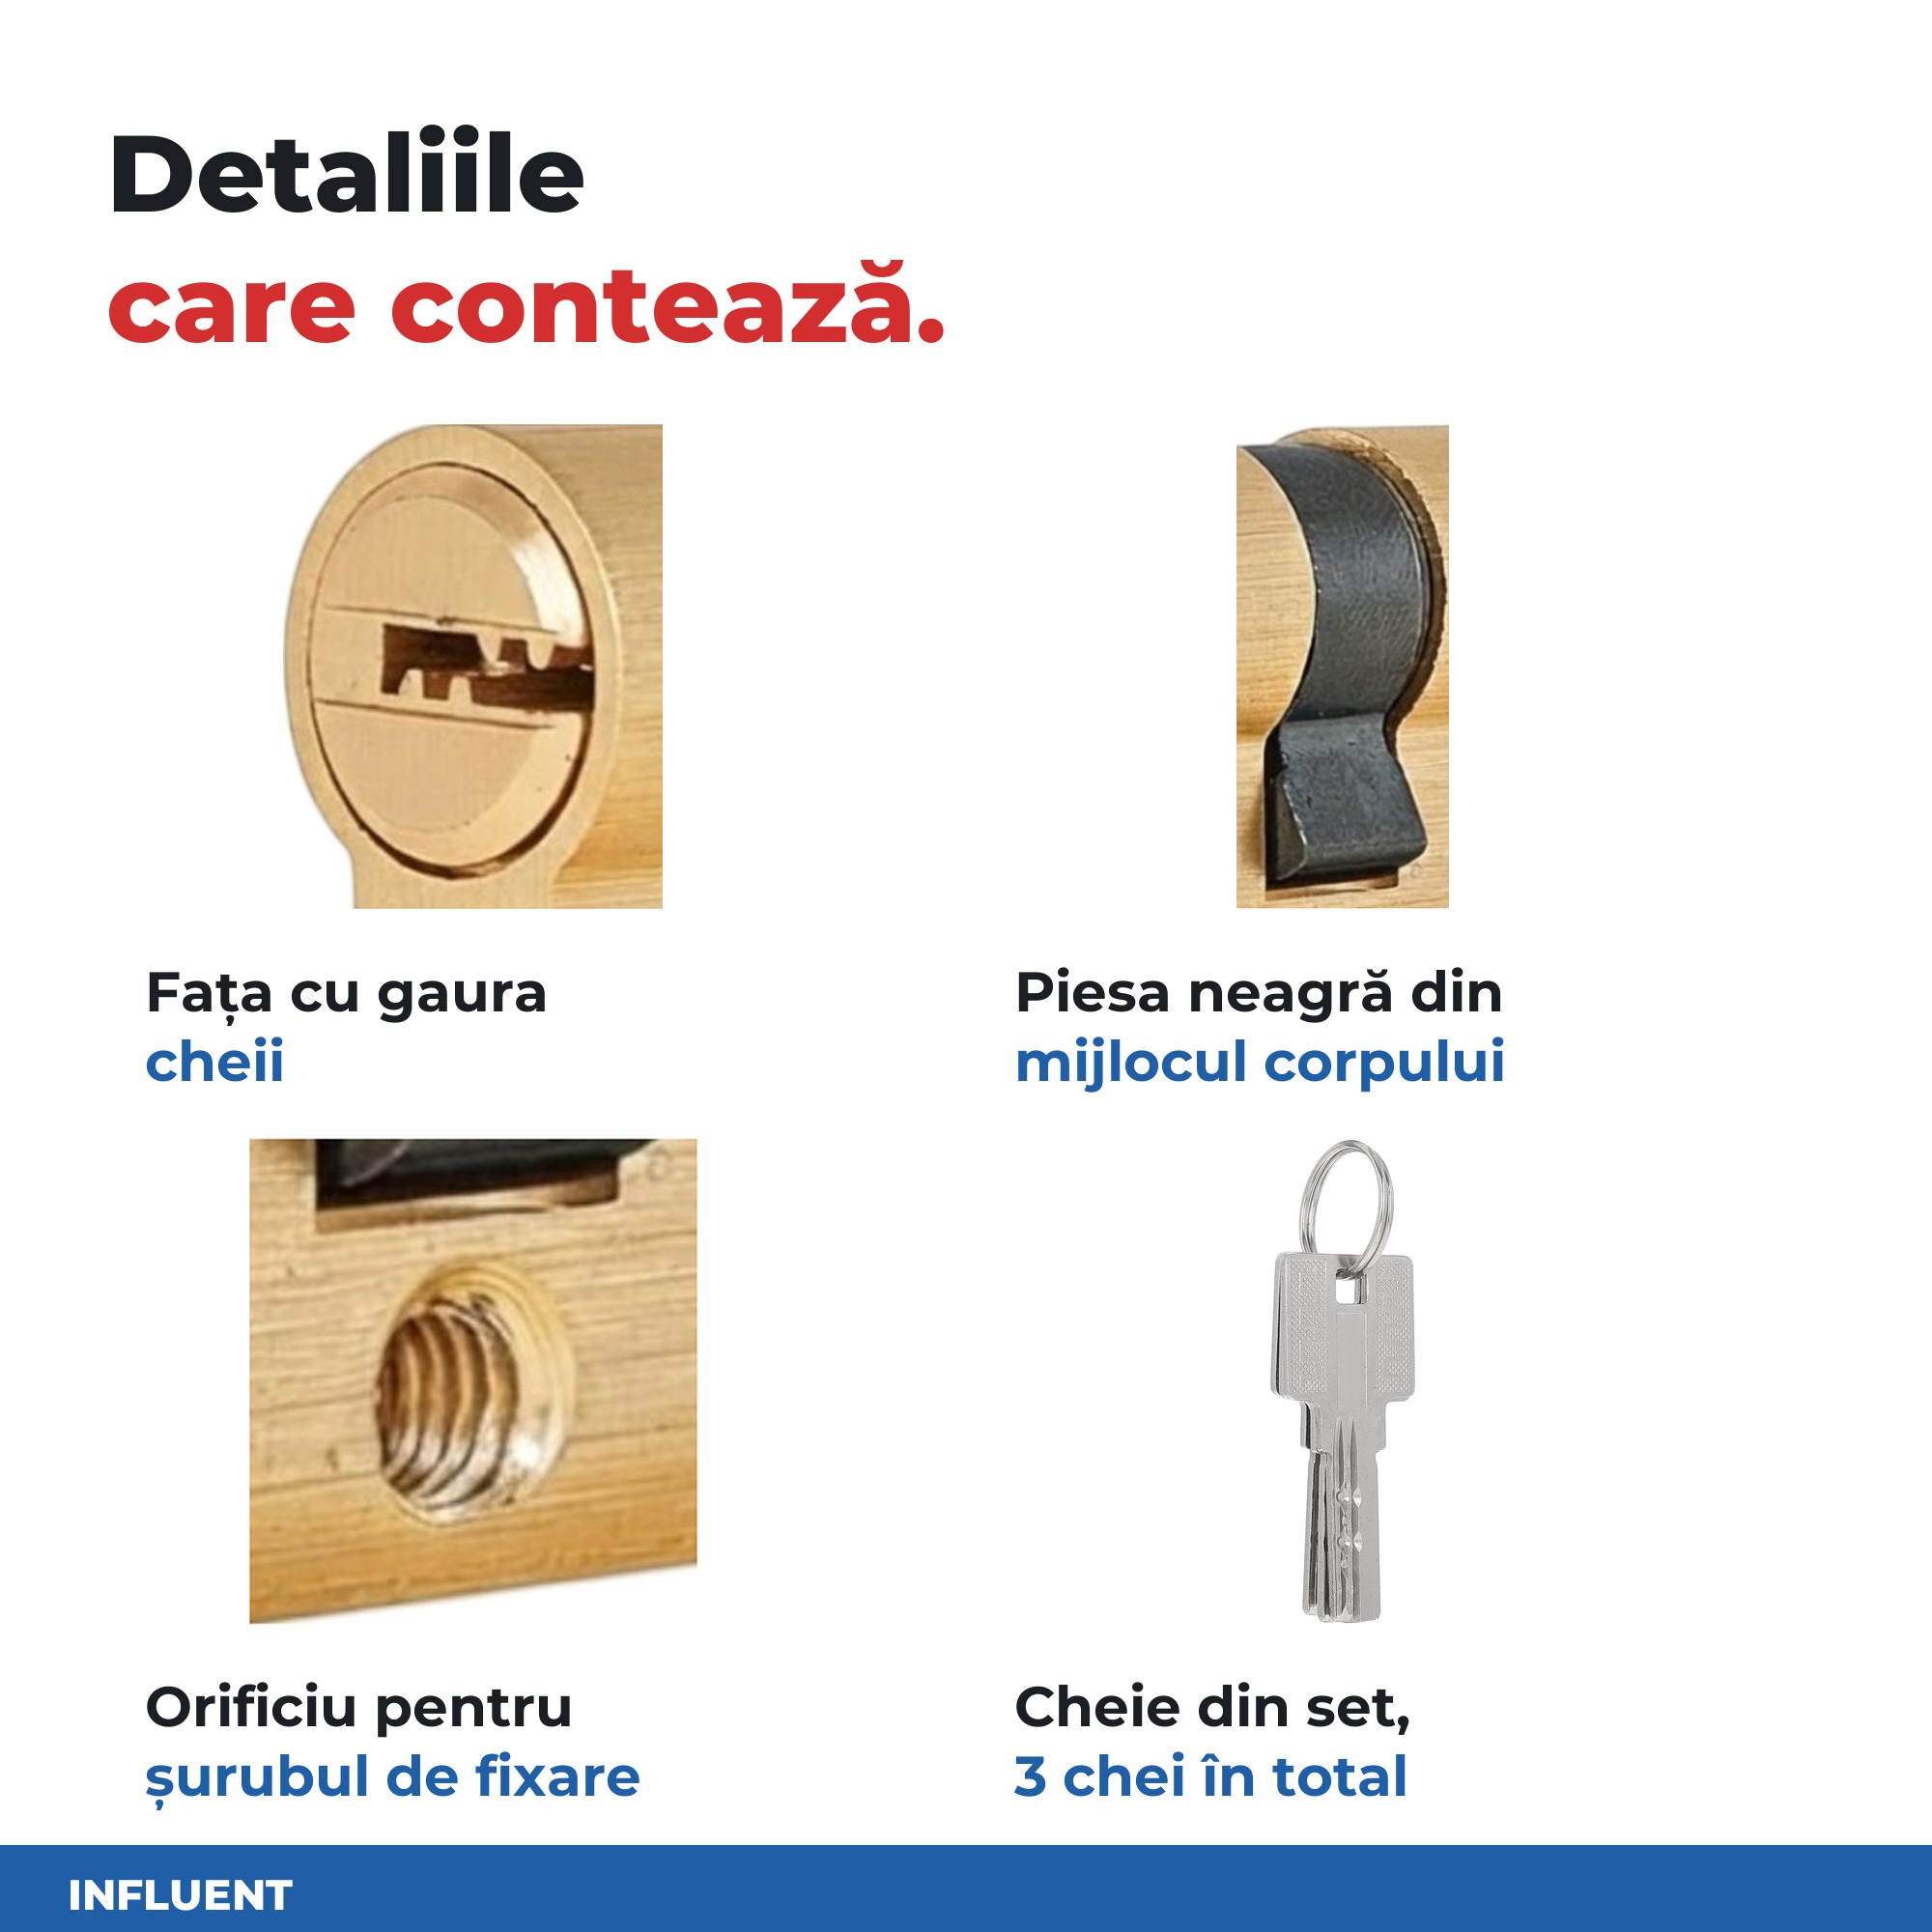 Detaliile
care contează.
Fața cu gaura
cheii
Piesa neagră din
mijlocul corpului
Orificiu pentru
șurubul de fixare
Cheie din set,
3 chei în total
INFLUENT